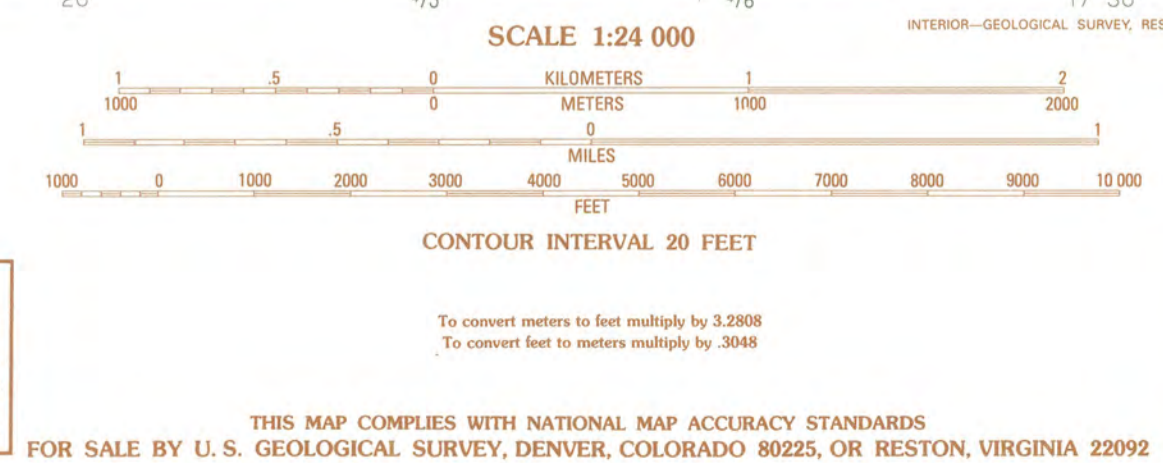 SCALE 1:24 000
INTERIOR—GEOLOGICAL SURVEY,
1 .5 0 KILOMETERS 1 2
1000 0 METERS 1000 2000
1 .5 0 1
MILES
1000 0 1000 2000 3000 4000 5000 6000 7000 8000 9000 10 000
FEET
CONTOUR INTERVAL 20 FEET
To convert meters to feet multiply by 3.2808
To convert feet to meters multiply by .3048
THIS MAP COMPLIES WITH NATIONAL MAP ACCURACY STANDARDS
FOR SALE BY U. S. GEOLOGICAL SURVEY, DENVER, COLORADO 80225, OR RESTON, VIRGINIA 22092